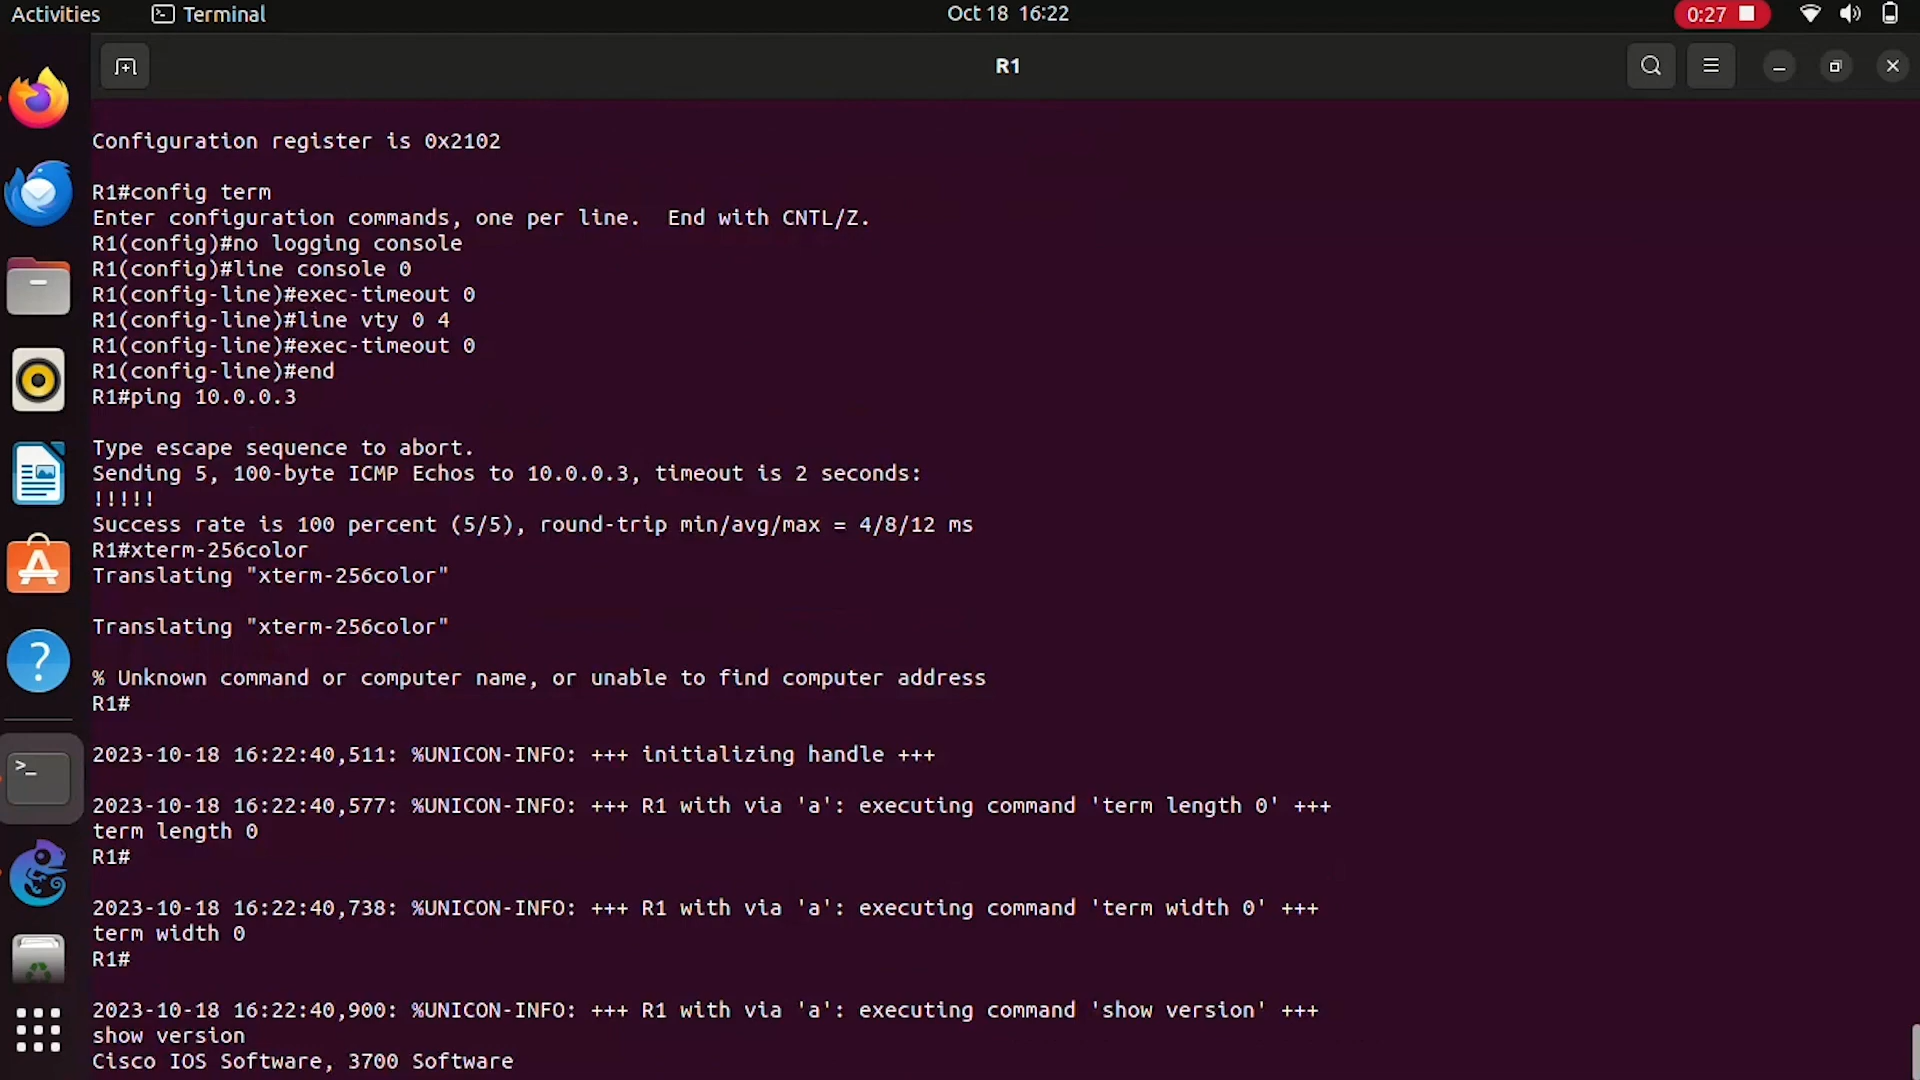 Activities
Terminal
Oct 18 16:22
0:27
R1
Configuration register is 0x2102
R1#config term
Enter configuration commands, one per line.  End with CNTL/Z.
R1(config)#no logging console
R1(config)#line console 0
R1(config-line)#exec-timeout 0
R1(config-line)#line vty 0 4
R1(config-line)#exec-timeout 0
R1(config-line)#end
R1#ping 10.0.0.3
Type escape sequence to abort.
Sending 5, 100-byte ICMP Echos to 10.0.0.3, timeout is 2 seconds:
!!!!!
Success rate is 100 percent (5/5), round-trip min/avg/max = 4/8/12 ms
R1#xterm-256color
Translating "xterm-256color"
Translating "xterm-256color"
% Unknown command or computer name, or unable to find computer address
R1#
2023-10-18 16:22:40,511: %UNICON-INFO: +++ initializing handle +++
2023-10-18 16:22:40,577: %UNICON-INFO: +++ R1 with via 'a': executing command 'term length 0' +++
term length 0
R1#
2023-10-18 16:22:40,738: %UNICON-INFO: +++ R1 with via 'a': executing command 'term width 0' +++
term width 0
R1#
2023-10-18 16:22:40,900: %UNICON-INFO: +++ R1 with via 'a': executing command 'show version' +++
show version
Cisco IOS Software, 3700 Software